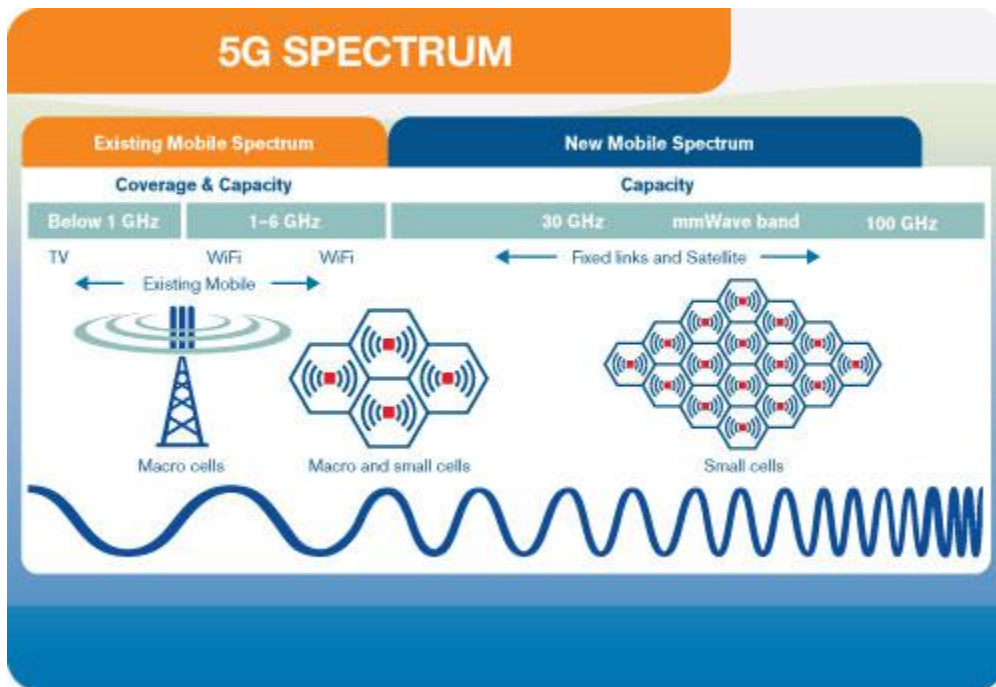 5G SPECTRUM
Existing Mobile Spectrum
New Mobile Spectrum
Coverage & Capacity
Capacity
Below 1 GHz
1–6 GHz
30 GHz
mmWave band
100 GHz
TV
WiFi
WiFi
Fixed links and Satellite
Existing Mobile
Macro cells
Macro and small cells
Small cells